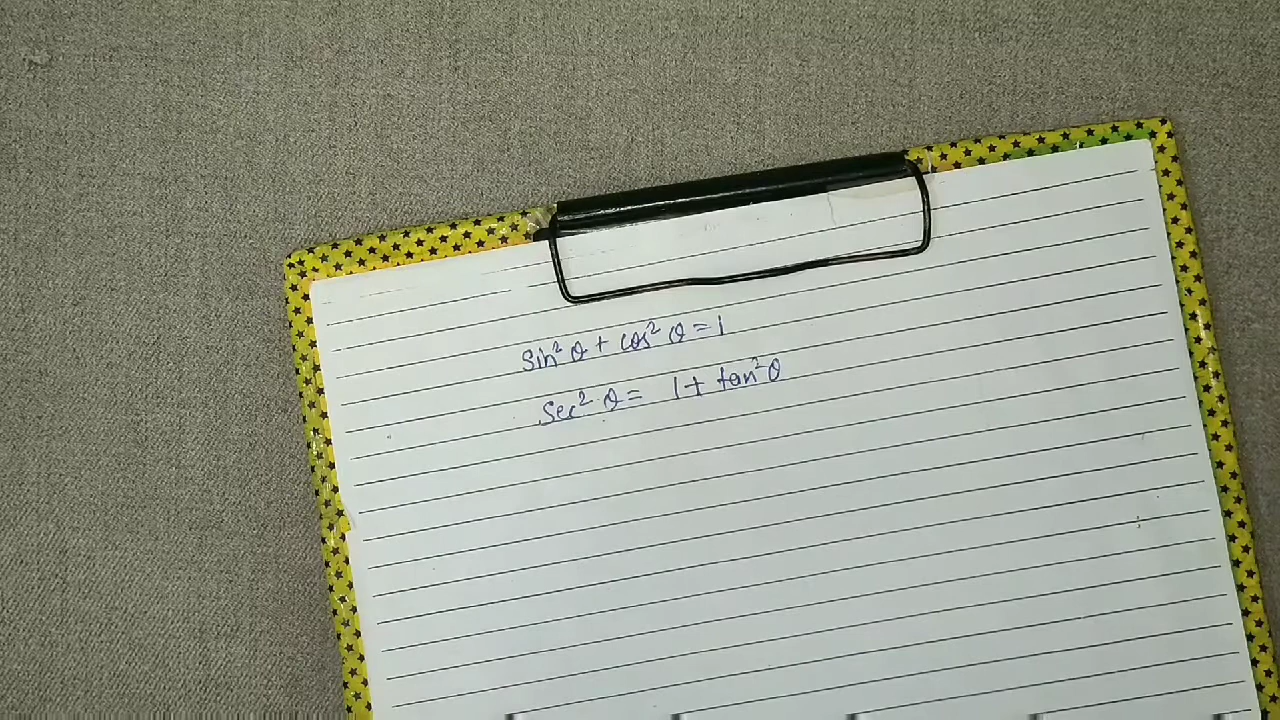 Sin² θ + cos² θ = 1
Sec² θ = 1 + tan² θ